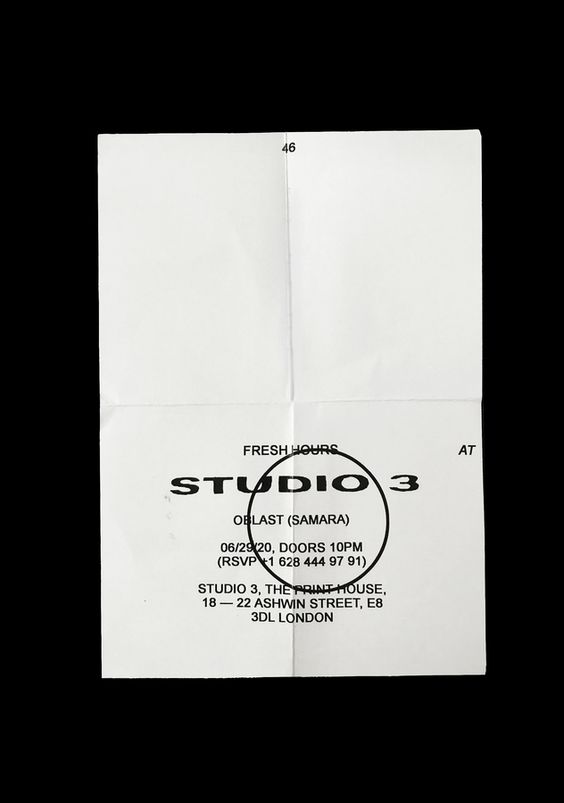 46
FRESH HOURS
AT
STUDIO 3
OBLAST (SAMARA)
06/29/20, DOORS 10PM
(RSVP +1 628 444 97 91)
STUDIO 3, THE PRINT HOUSE,
18 — 22 ASHWIN STREET, E8
3DL LONDON